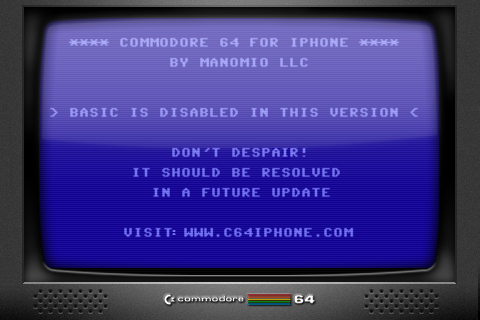 **** COMMODORE 64 FOR IPHONE ****
BY MANOMIO LLC
> BASIC IS DISABLED IN THIS VERSION <
DON'T DESPAIR!
IT SHOULD BE RESOLVED
IN A FUTURE UPDATE
VISIT: WWW.C64IPHONE.COM
commodore 64